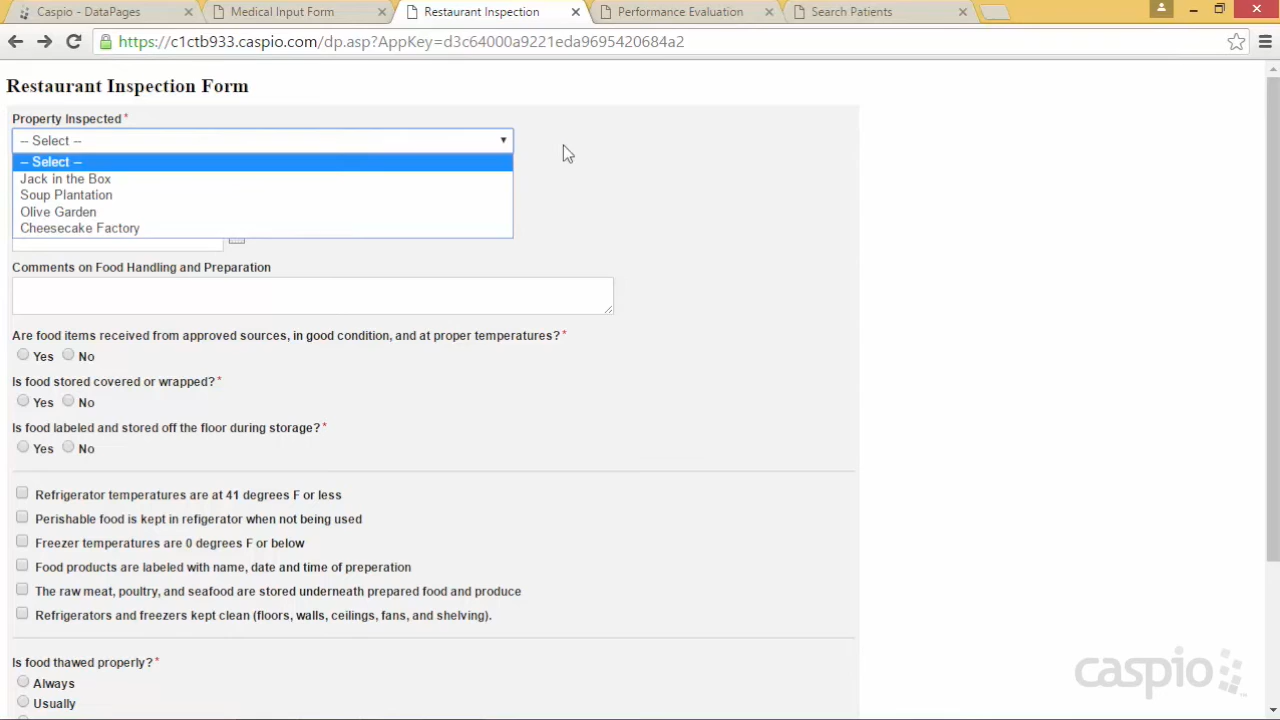 Caspio - DataPages
Medical Input Form
Restaurant Inspection
Performance Evaluation
Search Patients
https://c1ctb933.caspio.com/dp.asp?AppKey=d3c64000a9221eda9695420684a2
Restaurant Inspection Form
Property Inspected*
-- Select --
-- Select --
Jack in the Box
Soup Plantation
Olive Garden
Cheesecake Factory
Comments on Food Handling and Preparation
Are food items received from approved sources, in good condition, and at proper temperatures?*
Yes No
Is food stored covered or wrapped?*
Yes No
Is food labeled and stored off the floor during storage?*
Yes No
Refrigerator temperatures are at 41 degrees F or less
Perishable food is kept in refigerator when not being used
Freezer temperatures are 0 degrees F or below
Food products are labeled with name, date and time of preperation
The raw meat, poultry, and seafood are stored underneath prepared food and produce
Refrigerators and freezers kept clean (floors, walls, ceilings, fans, and shelving).
Is food thawed properly?*
Always
Usually
caspio